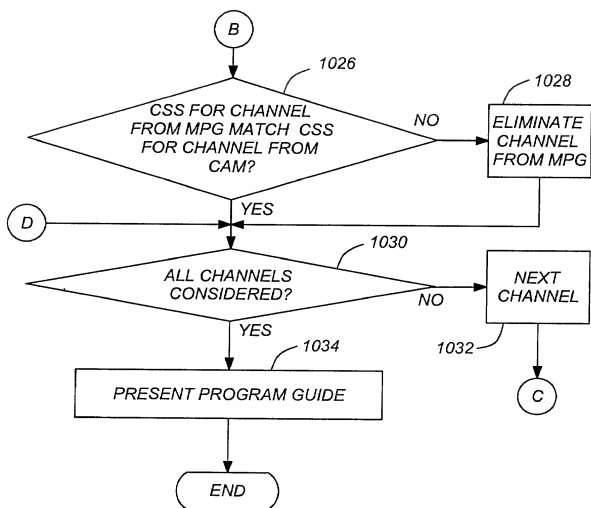 B
1026
CSS FOR CHANNEL
FROM MPG MATCH CSS
FOR CHANNEL FROM
CAM?
NO
1028
ELIMINATE
CHANNEL
FROM MPG
YES
D
1030
ALL CHANNELS
CONSIDERED?
NO
NEXT
CHANNEL
1032
YES
1034
C
PRESENT PROGRAM GUIDE
END